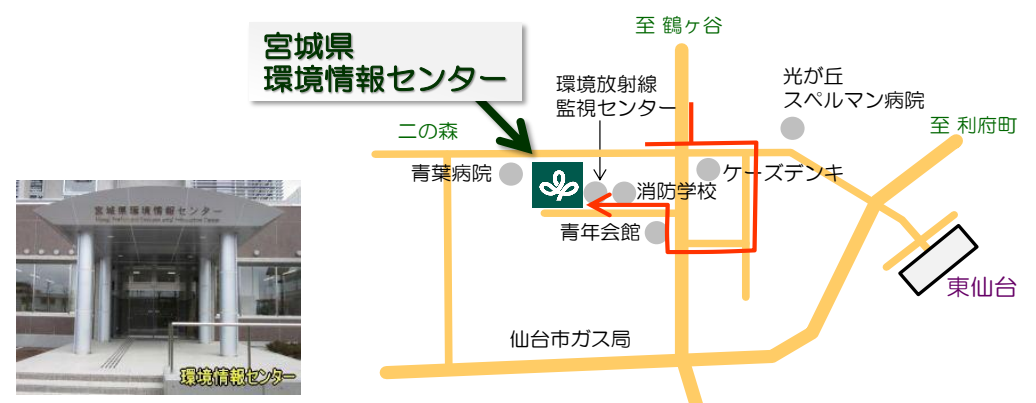 宮城県
環境情報センター
至 鶴ヶ谷
環境放射線
監視センター
光が丘
スペルマン病院
至 利府町
二の森
青葉病院
消防学校
ケーズデンキ
青年会館
東仙台
仙台市ガス局
宮城県環境情報センター
環境情報センター